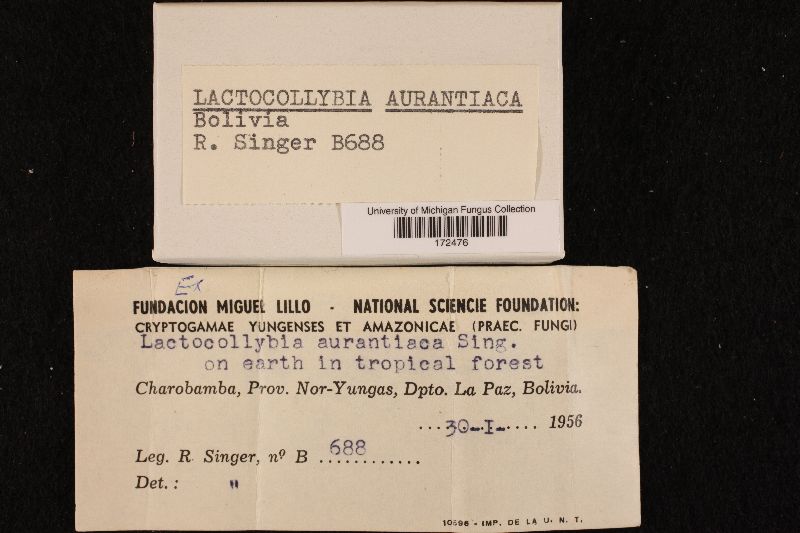 LACTOCOLLYBIA AURANTIACA
Bolivia
R. Singer B688
University of Michigan Fungus Collection
172476
Ex
FUNDACION MIGUEL LILLO - NATIONAL SCIENCIE FOUNDATION:
CRYPTOGAMAE YUNGENSES ET AMAZONICAE (PRAEC. FUNGI)
Lactocollybia aurantiaca Sing.
on earth in tropical forest
Charobamba, Prov. Nor-Yungas, Dpto. La Paz, Bolivia.
...30-I-.... 1956
Leg. R. Singer, nº B 688
Det.: "
10596 - IMP. DE LA U. N. T.